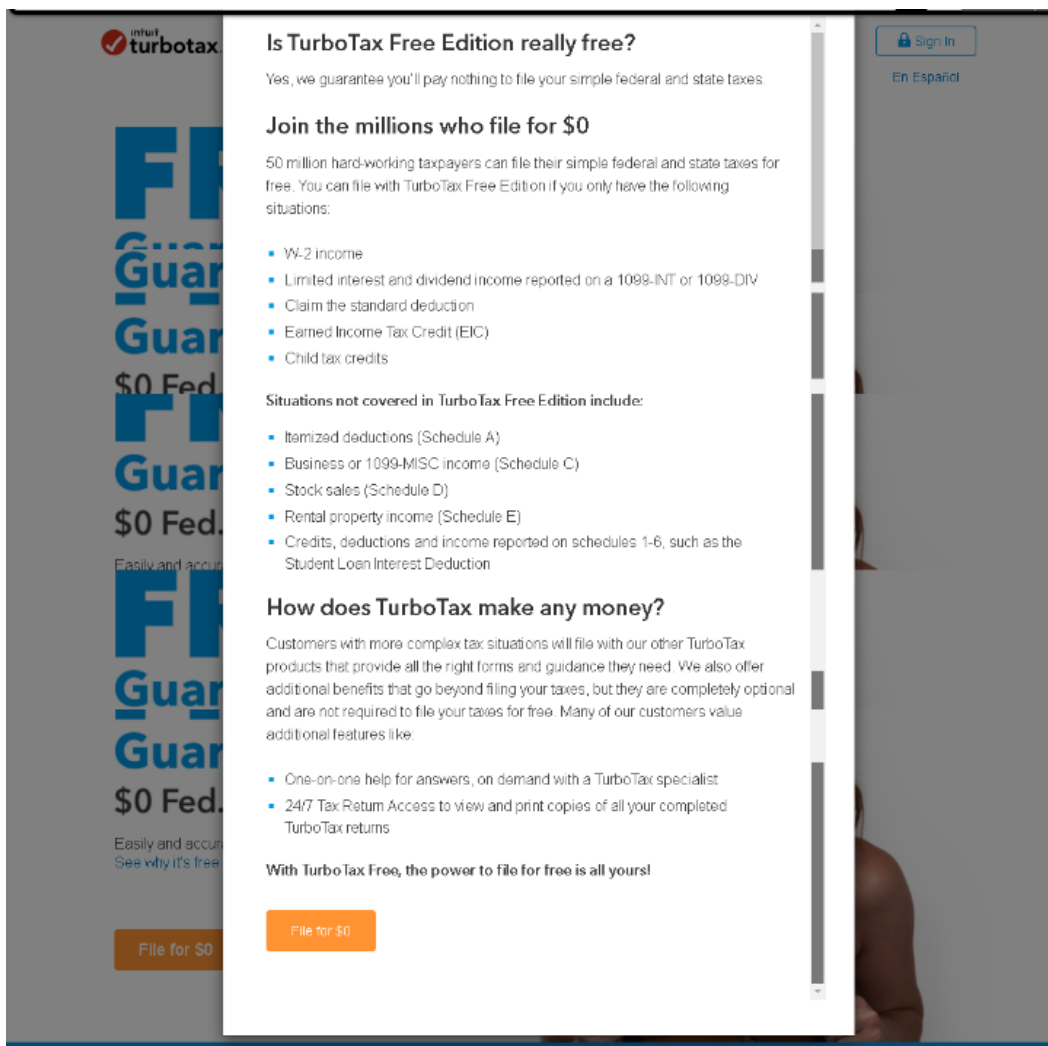 intuit
turbotax
Sign In
En Español
Is TurboTax Free Edition really free?
Yes, we guarantee you'll pay nothing to file your simple federal and state taxes.
Join the millions who file for $0
50 million hard-working taxpayers can file their simple federal and state taxes for
free. You can file with TurboTax Free Edition if you only have the following
situations:
W-2 income
Limited interest and dividend income reported on a 1099-INT or 1099-DIV
Claim the standard deduction
Earned Income Tax Credit (EIC)
Child tax credits
Situations not covered in TurboTax Free Edition include:
Itemized deductions (Schedule A)
Business or 1099-MISC income (Schedule C)
Stock sales (Schedule D)
Rental property income (Schedule E)
Credits, deductions and income reported on schedules 1-6, such as the
Student Loan Interest Deduction
How does TurboTax make any money?
Customers with more complex tax situations will file with our other TurboTax
products that provide all the right forms and guidance they need. We also offer
additional benefits that go beyond filing your taxes, but they are completely optional
and are not required to file your taxes for free. Many of our customers value
additional features like:
One-on-one help for answers, on demand with a TurboTax specialist
24/7 Tax Return Access to view and print copies of all your completed
TurboTax returns
With TurboTax Free, the power to file for free is all yours!
File for $0
FR
Guar
Guar
Guar
$0 Fed.
Guar
$0 Fed.
Easily and accur
FR
Guar
Guar
$0 Fed.
Easily and accur
See why it's free
File for $0